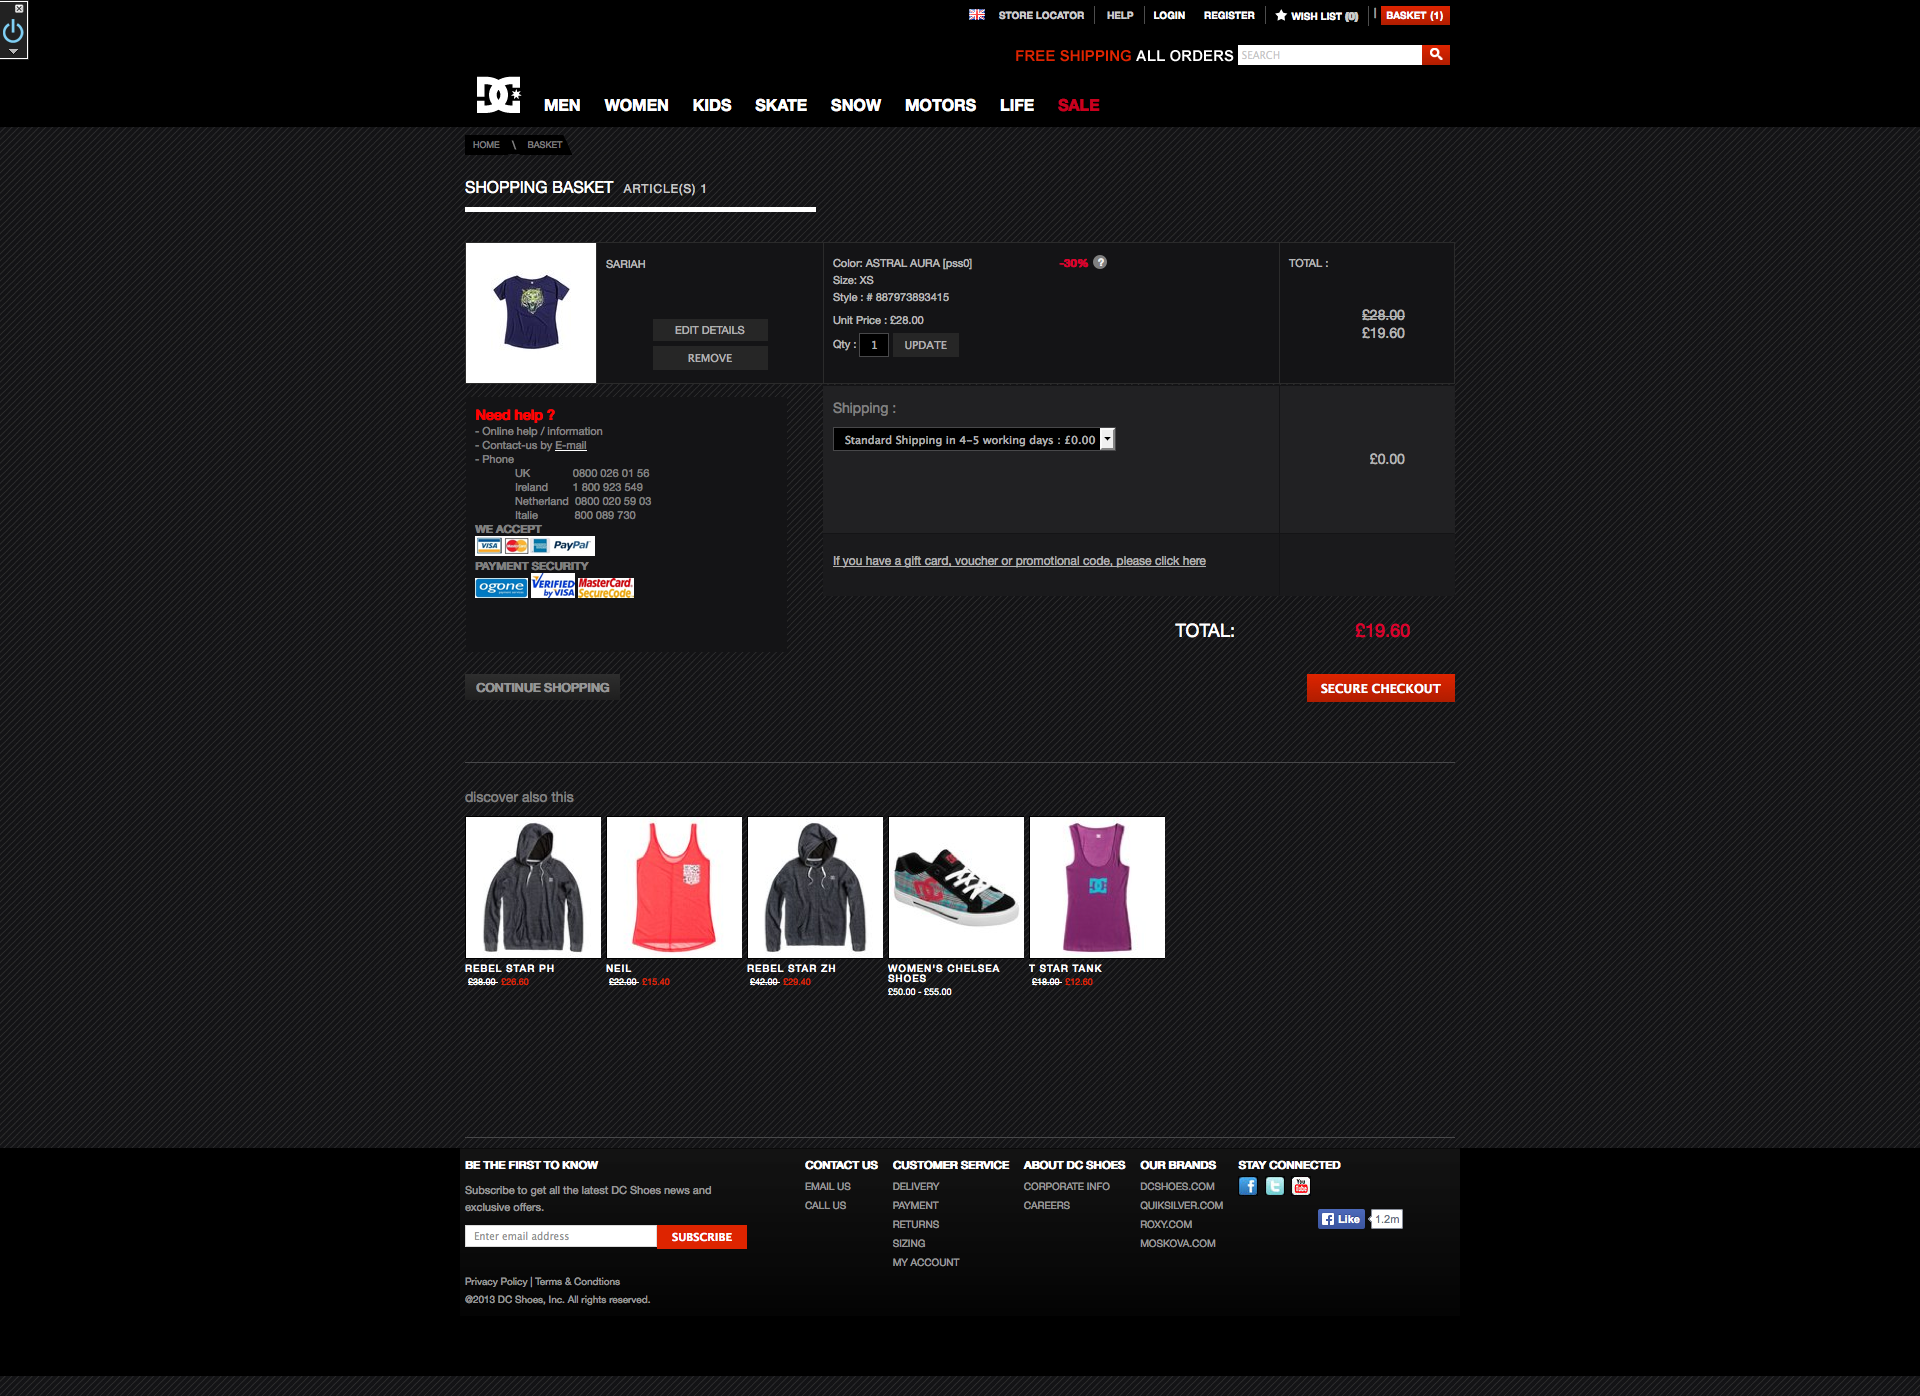 STORE LOCATOR HELP LOGIN REGISTER WISH LIST (0) BASKET (1)
FREE SHIPPING ALL ORDERS SEARCH
DC MEN WOMEN KIDS SKATE SNOW MOTORS LIFE SALE
HOME \ BASKET
SHOPPING BASKET ARTICLE(S) 1
SARIAH
EDIT DETAILS
REMOVE
Color: ASTRAL AURA [pss0] -30% ?
Size: XS
Style : # 887973893415
Unit Price : £28.00
Qty : 1 UPDATE
TOTAL :
£28.00
£19.60
Need help ?
- Online help / information
- Contact-us by E-mail
- Phone
UK 0800 026 01 56
Ireland 1 800 923 549
Netherland 0800 020 59 03
Italie 800 089 730
WE ACCEPT
VISA PayPal
PAYMENT SECURITY
ogone VERIFIED by VISA MasterCard. SecureCode.
Shipping :
Standard Shipping in 4-5 working days : £0.00
£0.00
If you have a gift card, voucher or promotional code, please click here
TOTAL: £19.60
CONTINUE SHOPPING SECURE CHECKOUT
discover also this
REBEL STAR PH
£38.00- £26.60
NEIL
£22.00- £15.40
REBEL STAR ZH
£42.00- £29.40
WOMEN'S CHELSEA
SHOES
£50.00 - £55.00
T STAR TANK
£18.00- £12.60
BE THE FIRST TO KNOW
Subscribe to get all the latest DC Shoes news and
exclusive offers.
Enter email address SUBSCRIBE
Privacy Policy | Terms & Condtions
@2013 DC Shoes, Inc. All rights reserved.
CONTACT US
EMAIL US
CALL US
CUSTOMER SERVICE
DELIVERY
PAYMENT
RETURNS
SIZING
MY ACCOUNT
ABOUT DC SHOES
CORPORATE INFO
CAREERS
OUR BRANDS
DCSHOES.COM
QUIKSILVER.COM
ROXY.COM
MOSKOVA.COM
STAY CONNECTED
f t You Tube
Like 1.2m